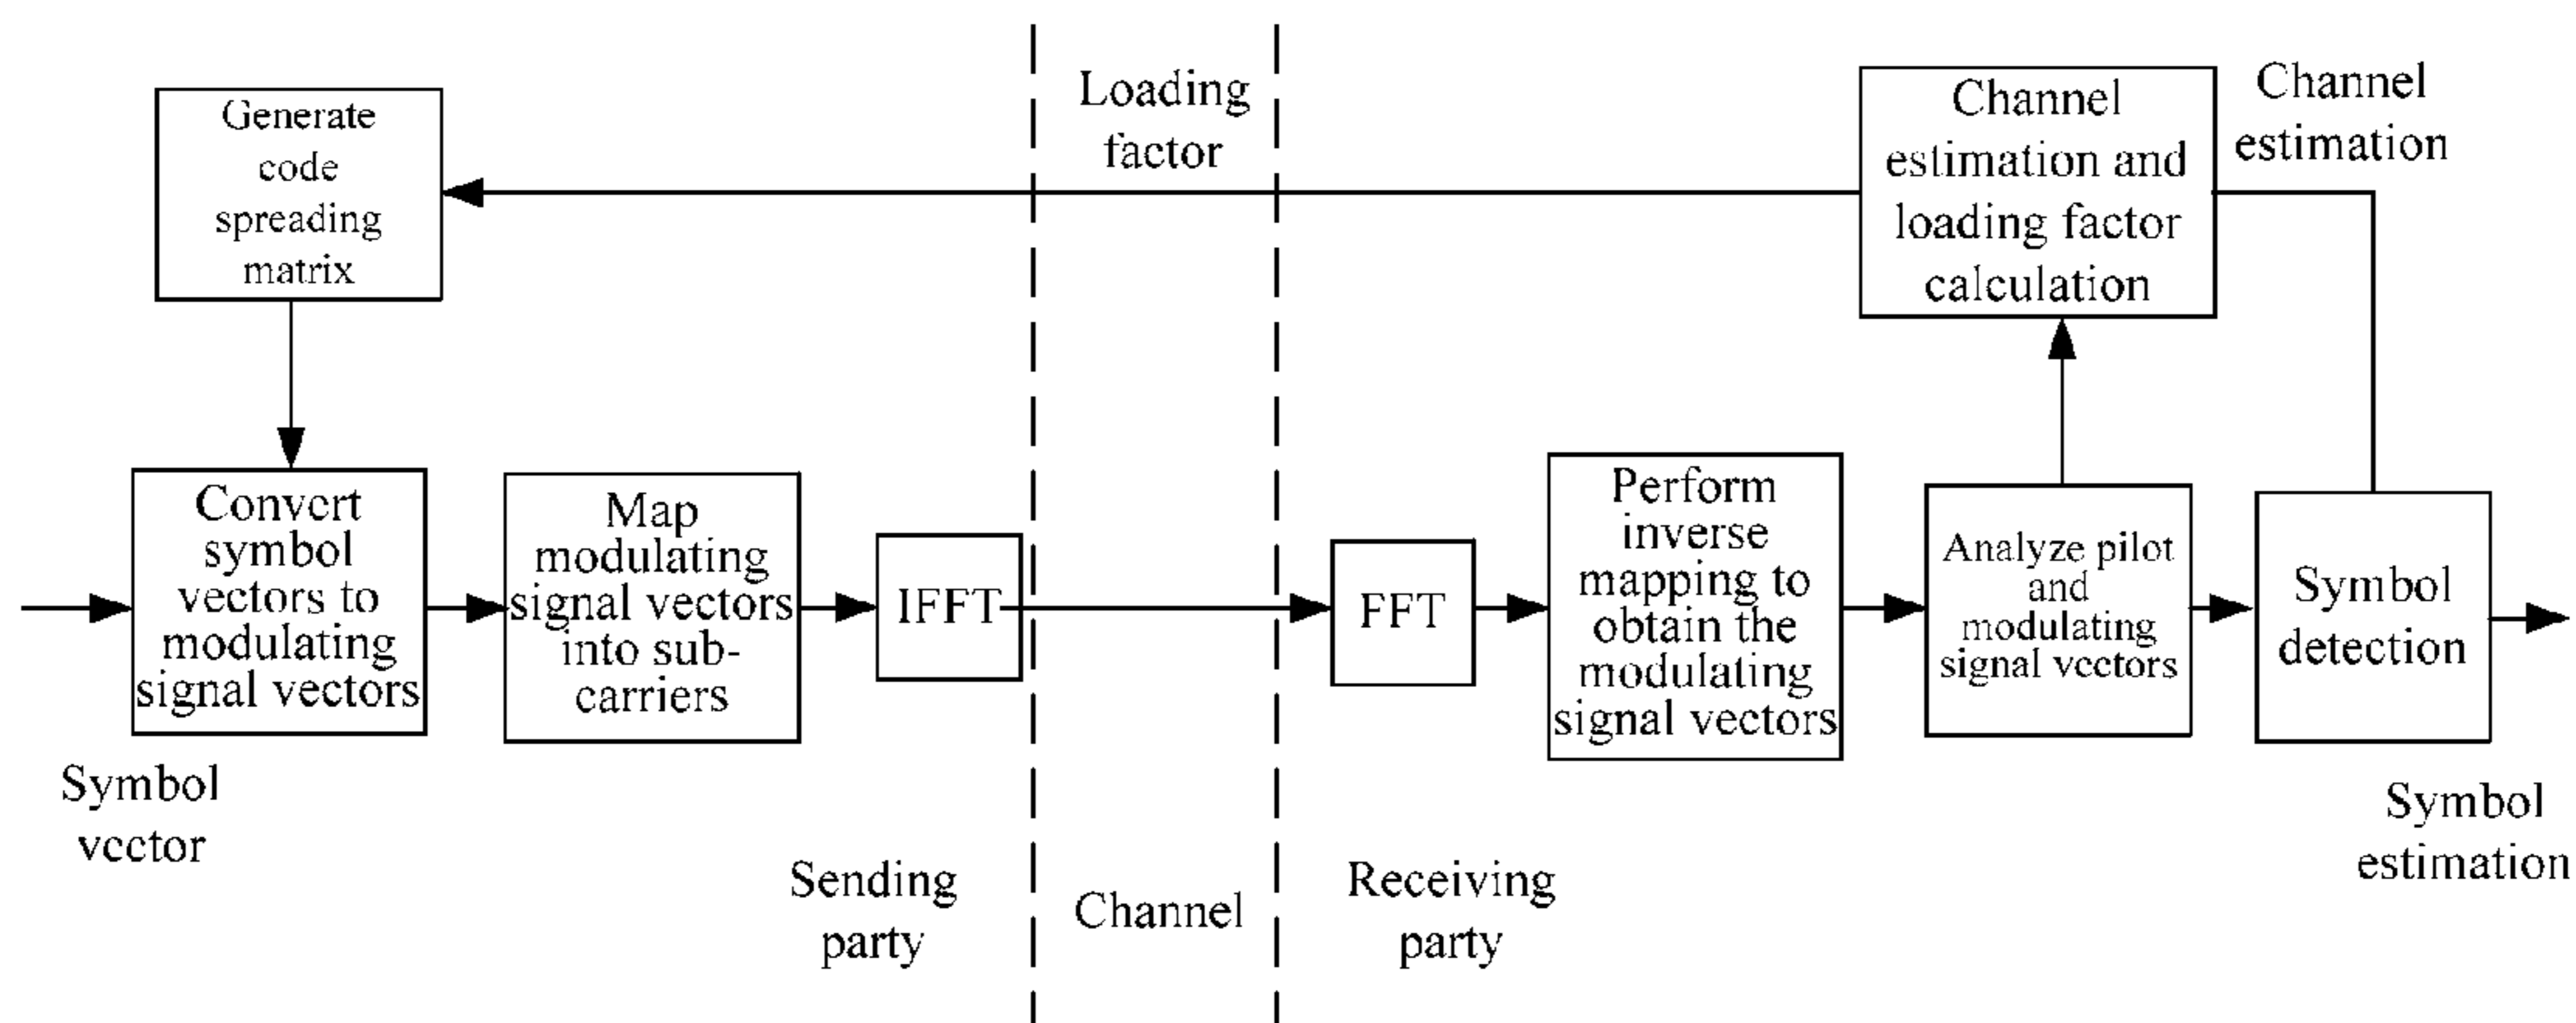 Generate
code
spreading
matrix
Loading
factor
Channel
estimation and
loading factor
calculation
Channel
estimation
Convert
symbol
vectors to
modulating
signal vectors
Map
modulating
signal vectors
into sub-
carriers
IFFT
FFT
Perform
inverse
mapping to
obtain the
modulating
signal vectors
Analyze pilot
and
modulating
signal vectors
Symbol
detection
Symbol
vector
Sending
party
Channel
Receiving
party
Symbol
estimation